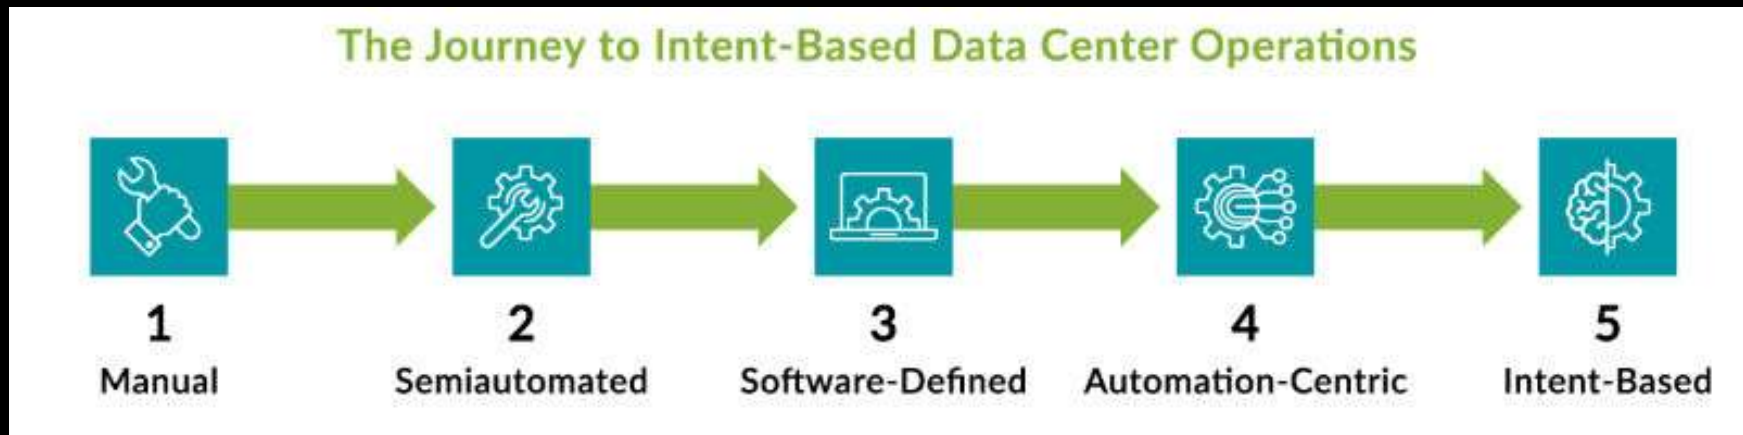 The Journey to Intent-Based Data Center Operations
1
Manual
2
Semiautomated
3
Software-Defined
4
Automation-Centric
5
Intent-Based